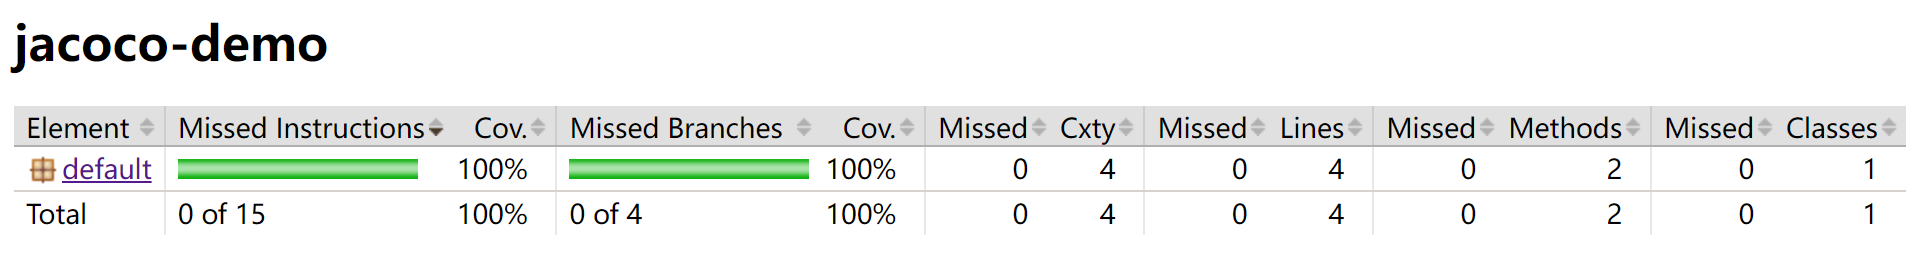 jacoco-demo
Element Missed Instructions Cov. Missed Branches Cov. Missed Cxty Missed Lines Missed Methods Missed Classes
default 100% 100% 0 4 0 4 0 2 0 1
Total 0 of 15 100% 0 of 4 100% 0 4 0 4 0 2 0 1